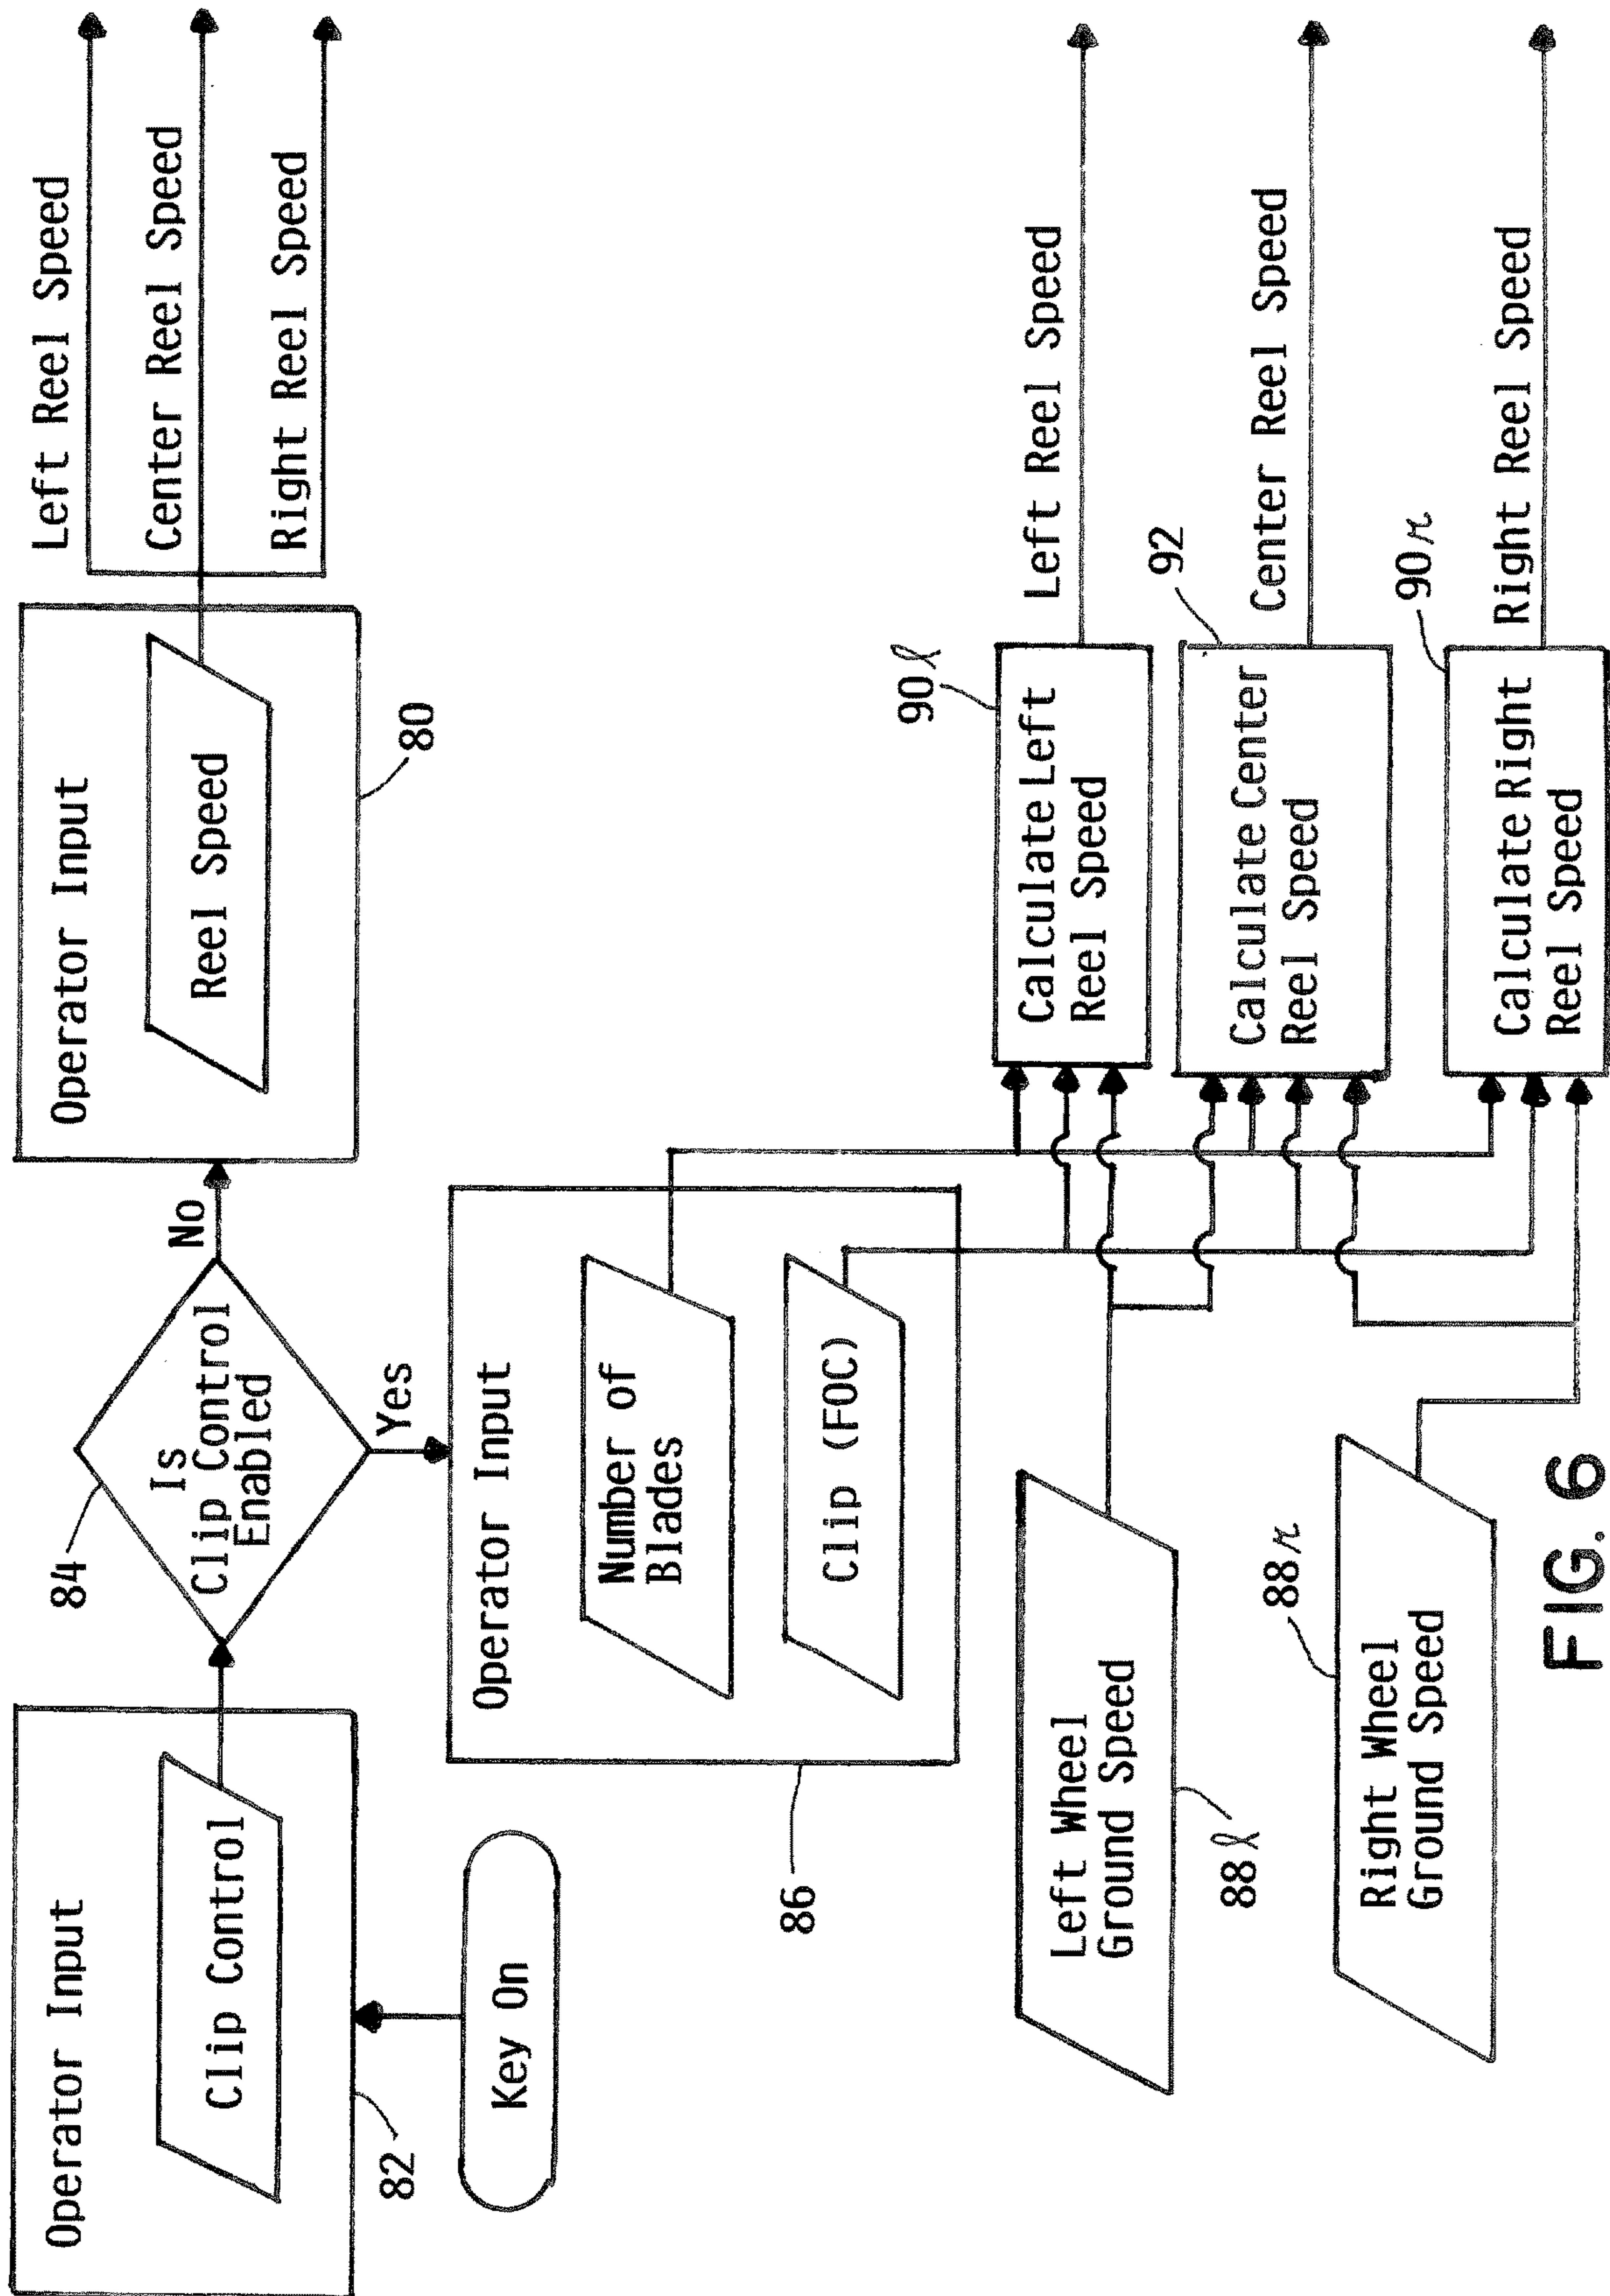 Operator Input
Clip Control
82
Key On
84
Is
Clip Control
Enabled
No
Yes
Operator Input
Reel Speed
80
Left Reel Speed
Center Reel Speed
Right Reel Speed
Operator Input
Number of
Blades
Clip (FOC)
86
Left Wheel
Ground Speed
88l
Right Wheel
Ground Speed
88r
90l
Calculate Left
Reel Speed
Left Reel Speed
92
Calculate Center
Reel Speed
Center Reel Speed
90r
Calculate Right
Reel Speed
Right Reel Speed
FIG. 6